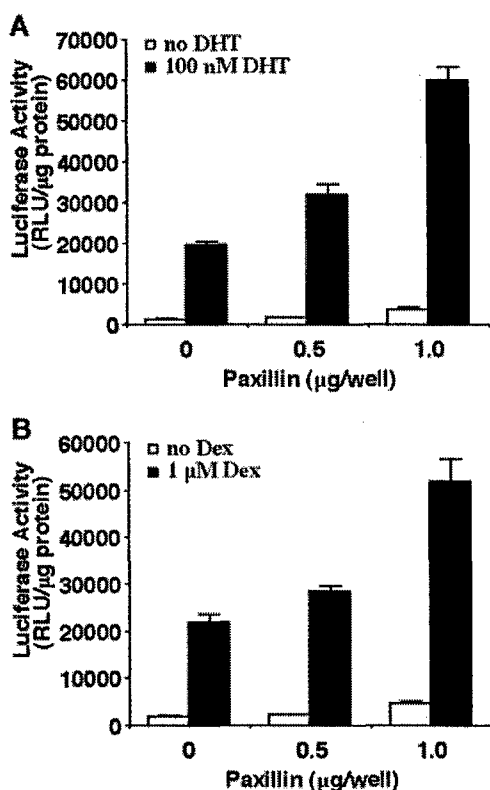 A
no DHT
100 nM DHT
Luciferase Activity
(RLU/µg protein)
70000
60000
50000
40000
30000
20000
10000
0
0 0.5 1.0
Paxillin (µg/well)
B
no Dex
1 µM Dex
Luciferase Activity
(RLU/µg protein)
60000
50000
40000
30000
20000
10000
0
0 0.5 1.0
Paxillin (µg/well)